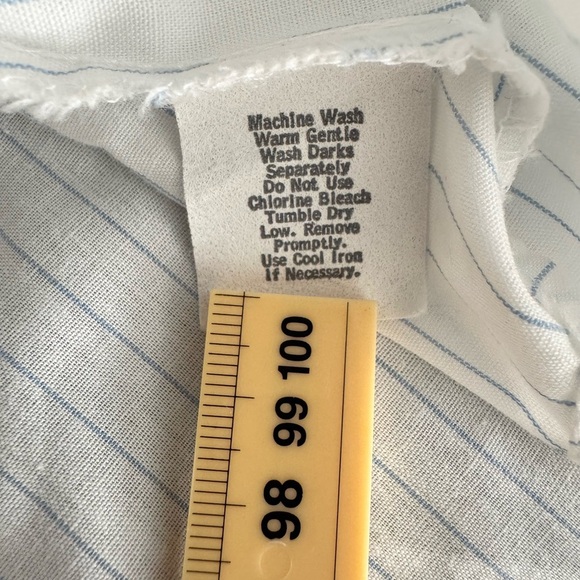 Machine Wash
Warm Gentle
Wash Darks
Separately
Do Not Use
Chlorine Bleach
Tumble Dry
Low. Remove
Promptly.
Use Cool Iron
If Necessary.
100
99
98